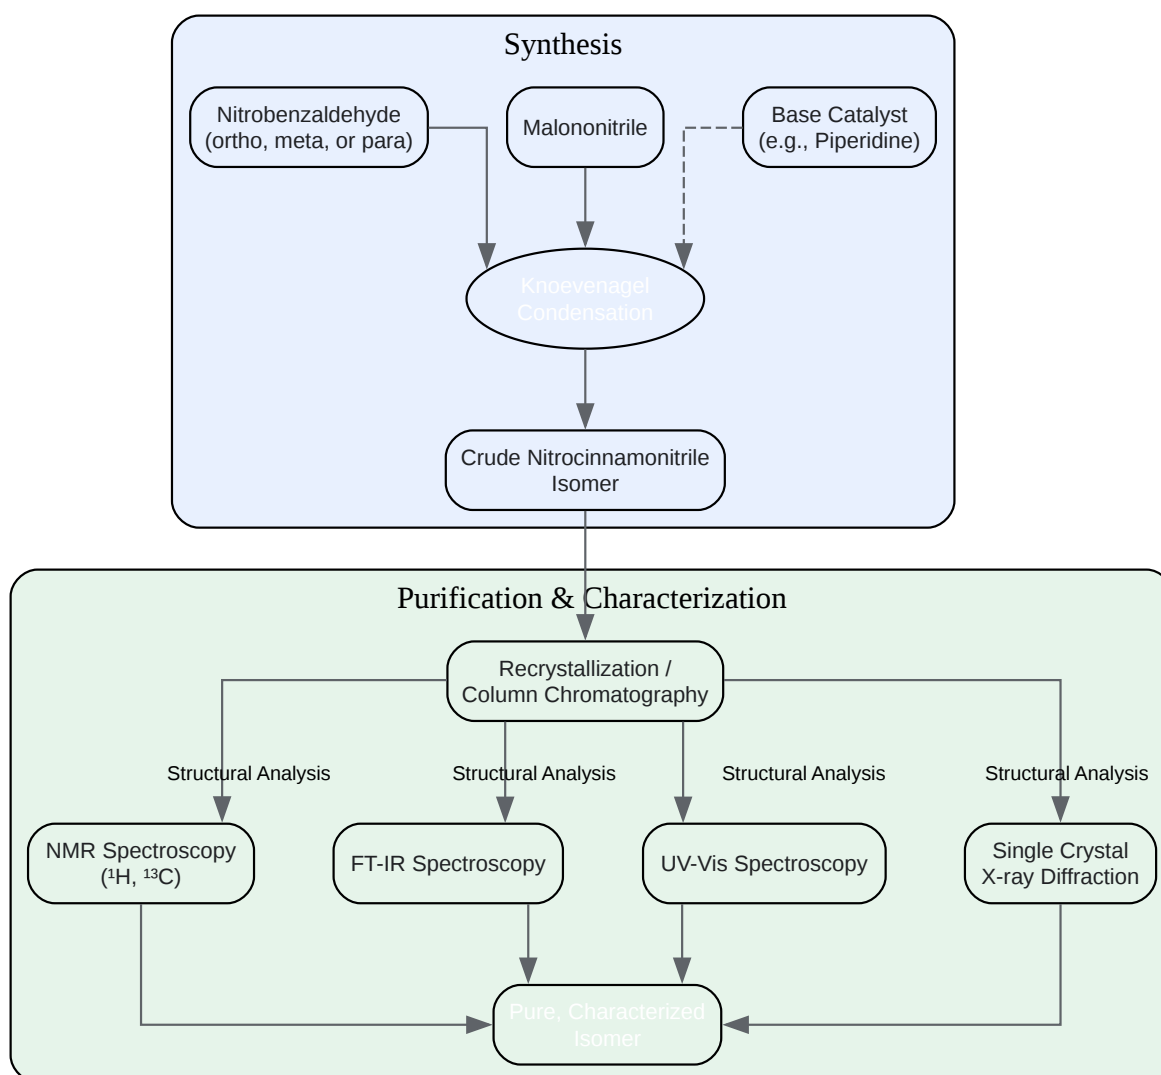 Synthesis
Nitrobenzaldehyde
(ortho, meta, or para)
Malononitrile
Base Catalyst
(e.g., Piperidine)
Knoevenagel
Condensation
Crude Nitrocinnamonitrile
Isomer
Purification & Characterization
Recrystallization /
Column Chromatography
Structural Analysis
Structural Analysis
Structural Analysis
Structural Analysis
NMR Spectroscopy
(¹H, ¹³C)
FT-IR Spectroscopy
UV-Vis Spectroscopy
Single Crystal
X-ray Diffraction
Pure, Characterized
Isomer